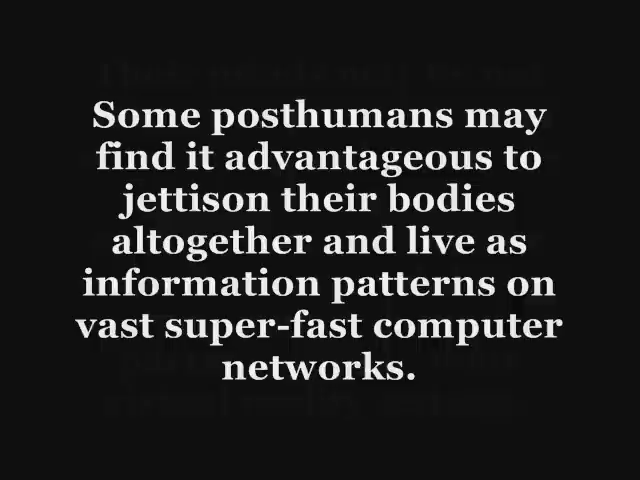 Some posthumans may
find it advantageous to
jettison their bodies
altogether and live as
information patterns on
vast super-fast computer
networks.